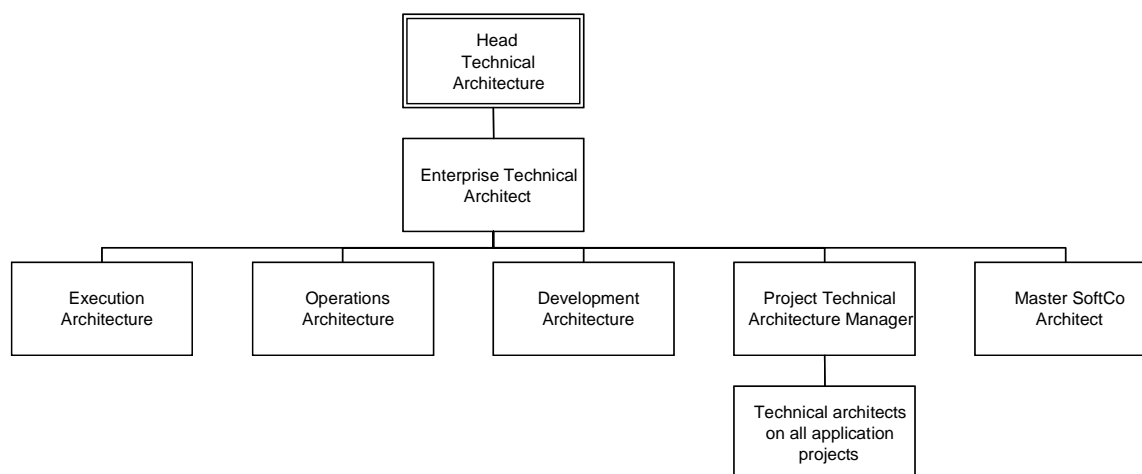 Head
Technical
Architecture
Enterprise Technical
Architect
Execution
Architecture
Operations
Architecture
Development
Architecture
Project Technical
Architecture Manager
Master SoftCo
Architect
Technical architects
on all application
projects